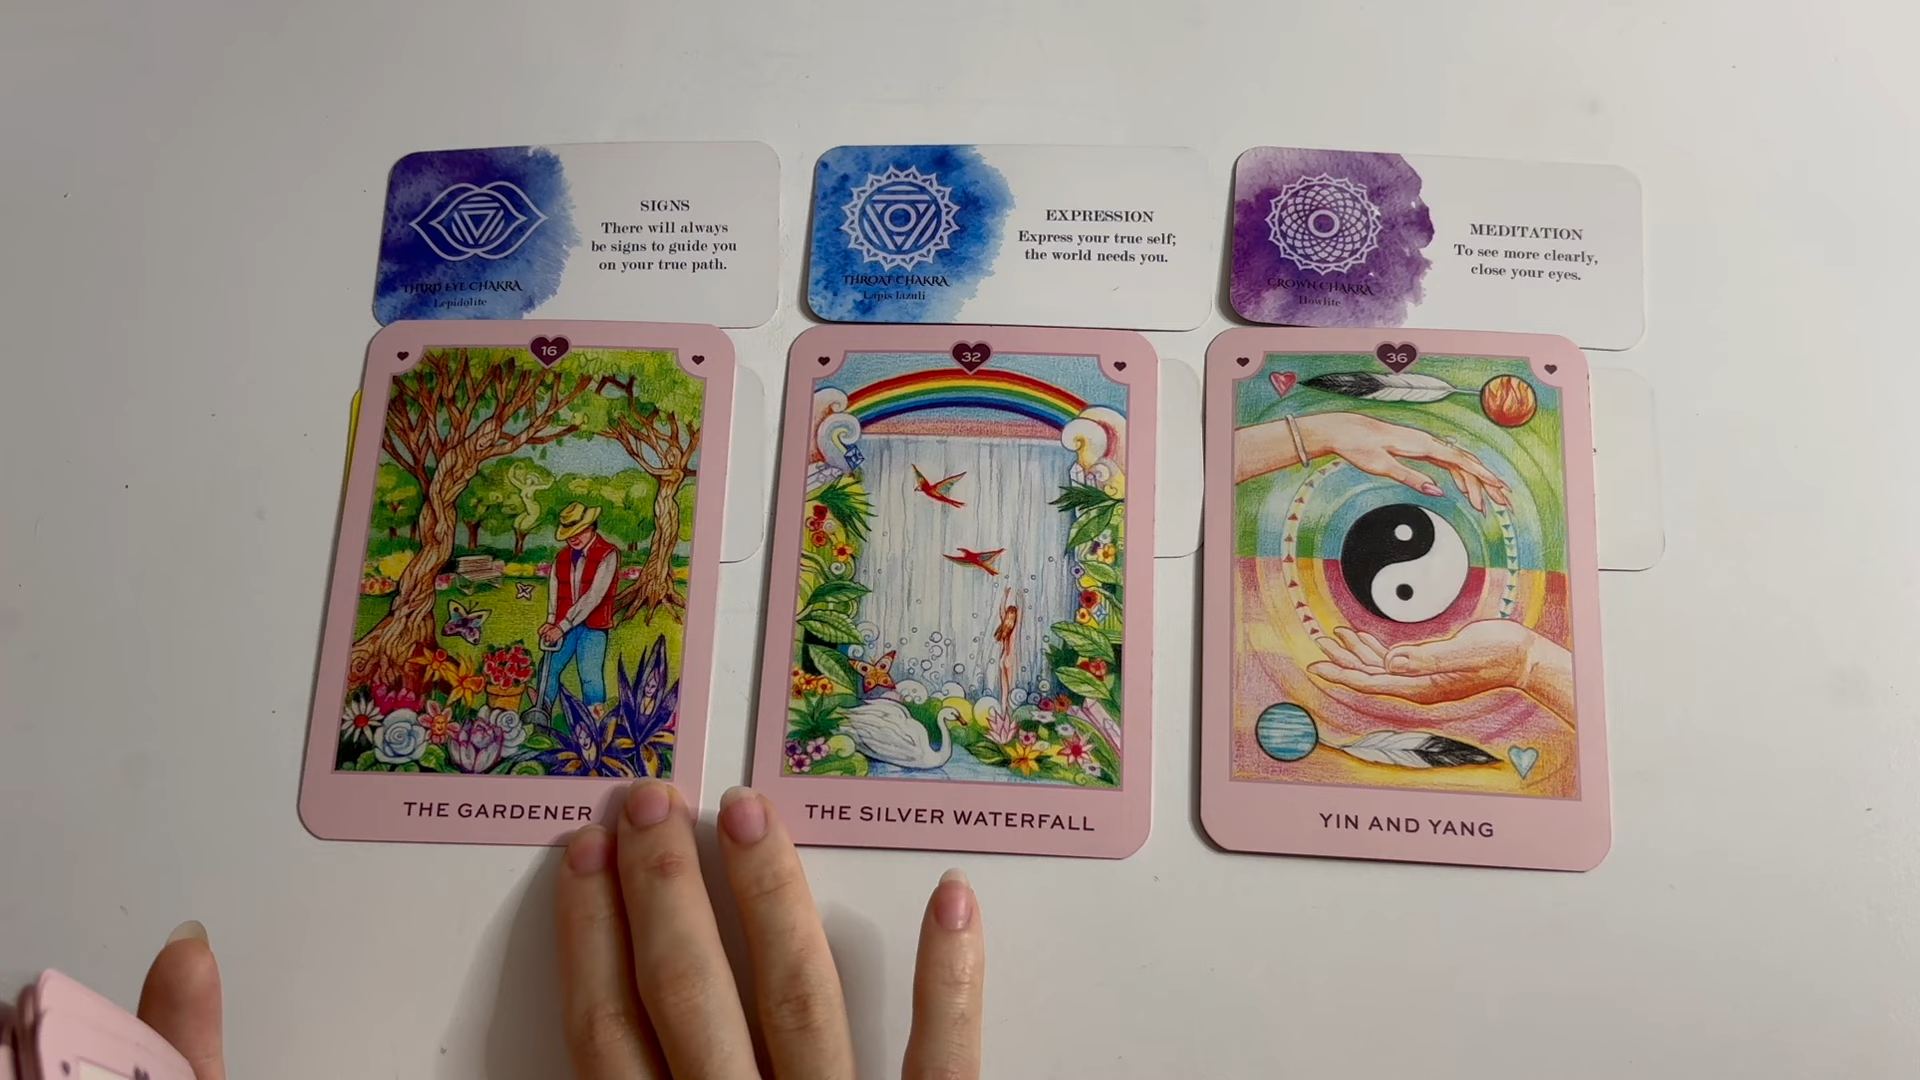 SIGNS
There will always
be signs to guide you
on your true path.
THIRD EYE CHAKRA
Lepidolite
EXPRESSION
Express your true self;
the world needs you.
THROAT CHAKRA
Lapis lazuli
MEDITATION
To see more clearly,
close your eyes.
CROWN CHAKRA
Howlite
16
THE GARDENER
32
THE SILVER WATERFALL
36
YIN AND YANG